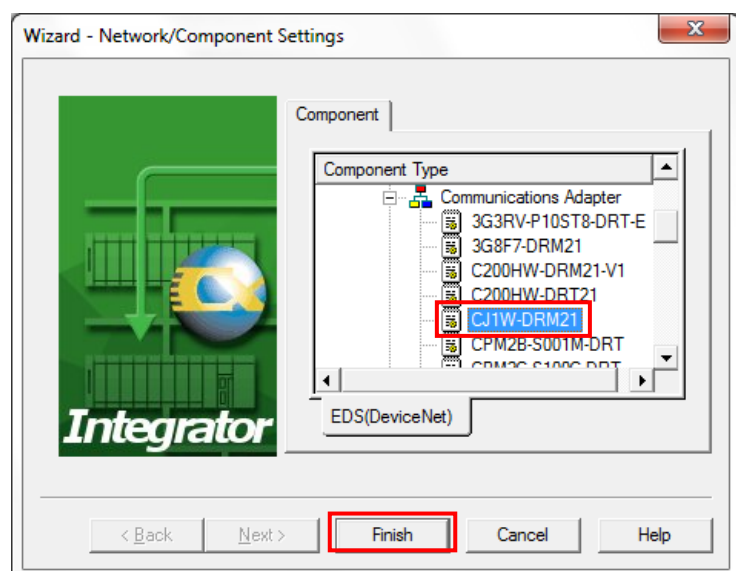 Wizard - Network/Component Settings
Component
Component Type
Communications Adapter
3G3RV-P10ST8-DRT-E
3G8F7-DRM21
C200HW-DRM21-V1
C200HW-DRT21
CJ1W-DRM21
CPM2B-S001M-DRT
EDS(DeviceNet)
CX
Integrator
< Back
Next >
Finish
Cancel
Help